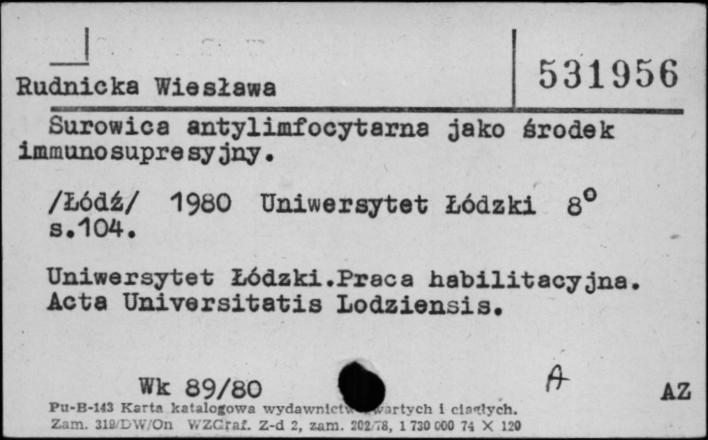 531956
Rudnicka Wiesława
Surowica antylimfocytarna jako środek
immunosupresyjny.
/Łódź/ 1980 Uniwersytet Łódzki 8°
s.104.
Uniwersytet Łódzki.Praca habilitacyjna.
Acta Universitatis Lodziensis.
Wk 89/80
A
AZ
Pu-B-143 Karta katalogowa wydawnictw zwartych i ciągłych.
Zam. 319/DW/On WZGraf. Z-d 2, zam. 202/78, 1 730 000 74 X 120